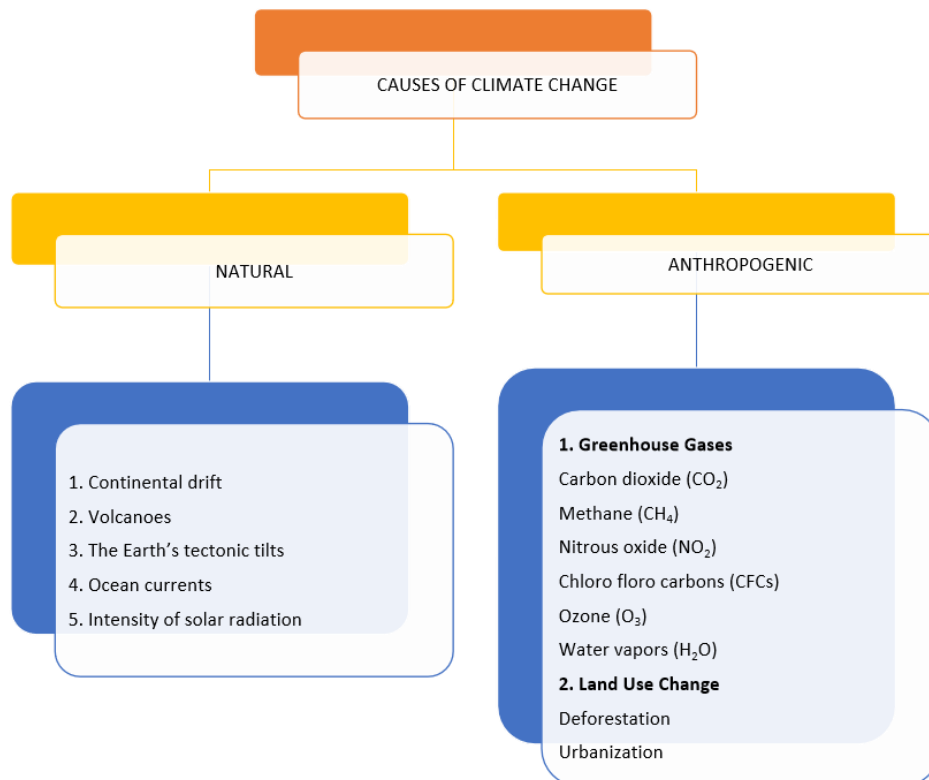 CAUSES OF CLIMATE CHANGE
NATURAL
1. Continental drift
2. Volcanoes
3. The Earth’s tectonic tilts
4. Ocean currents
5. Intensity of solar radiation
ANTHROPOGENIC
1. Greenhouse Gases
Carbon dioxide (CO₂)
Methane (CH₄)
Nitrous oxide (NO₂)
Chloro floro carbons (CFCs)
Ozone (O₃)
Water vapors (H₂O)
2. Land Use Change
Deforestation
Urbanization